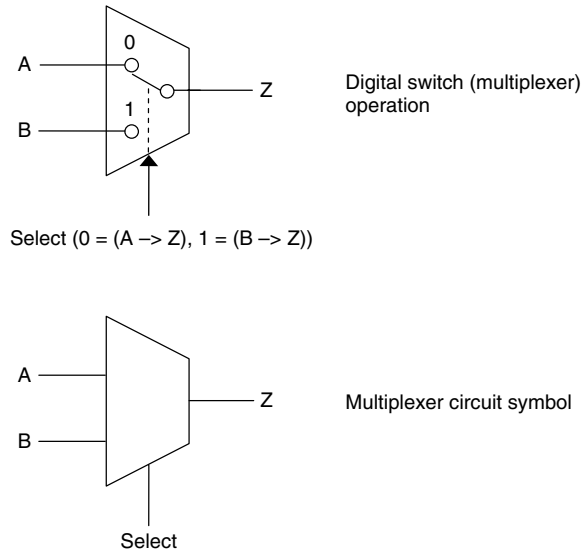 0
A
Z
Digital switch (multiplexer)
operation
1
B
Select (0 = (A –> Z), 1 = (B –> Z))
A
Z
Multiplexer circuit symbol
B
Select